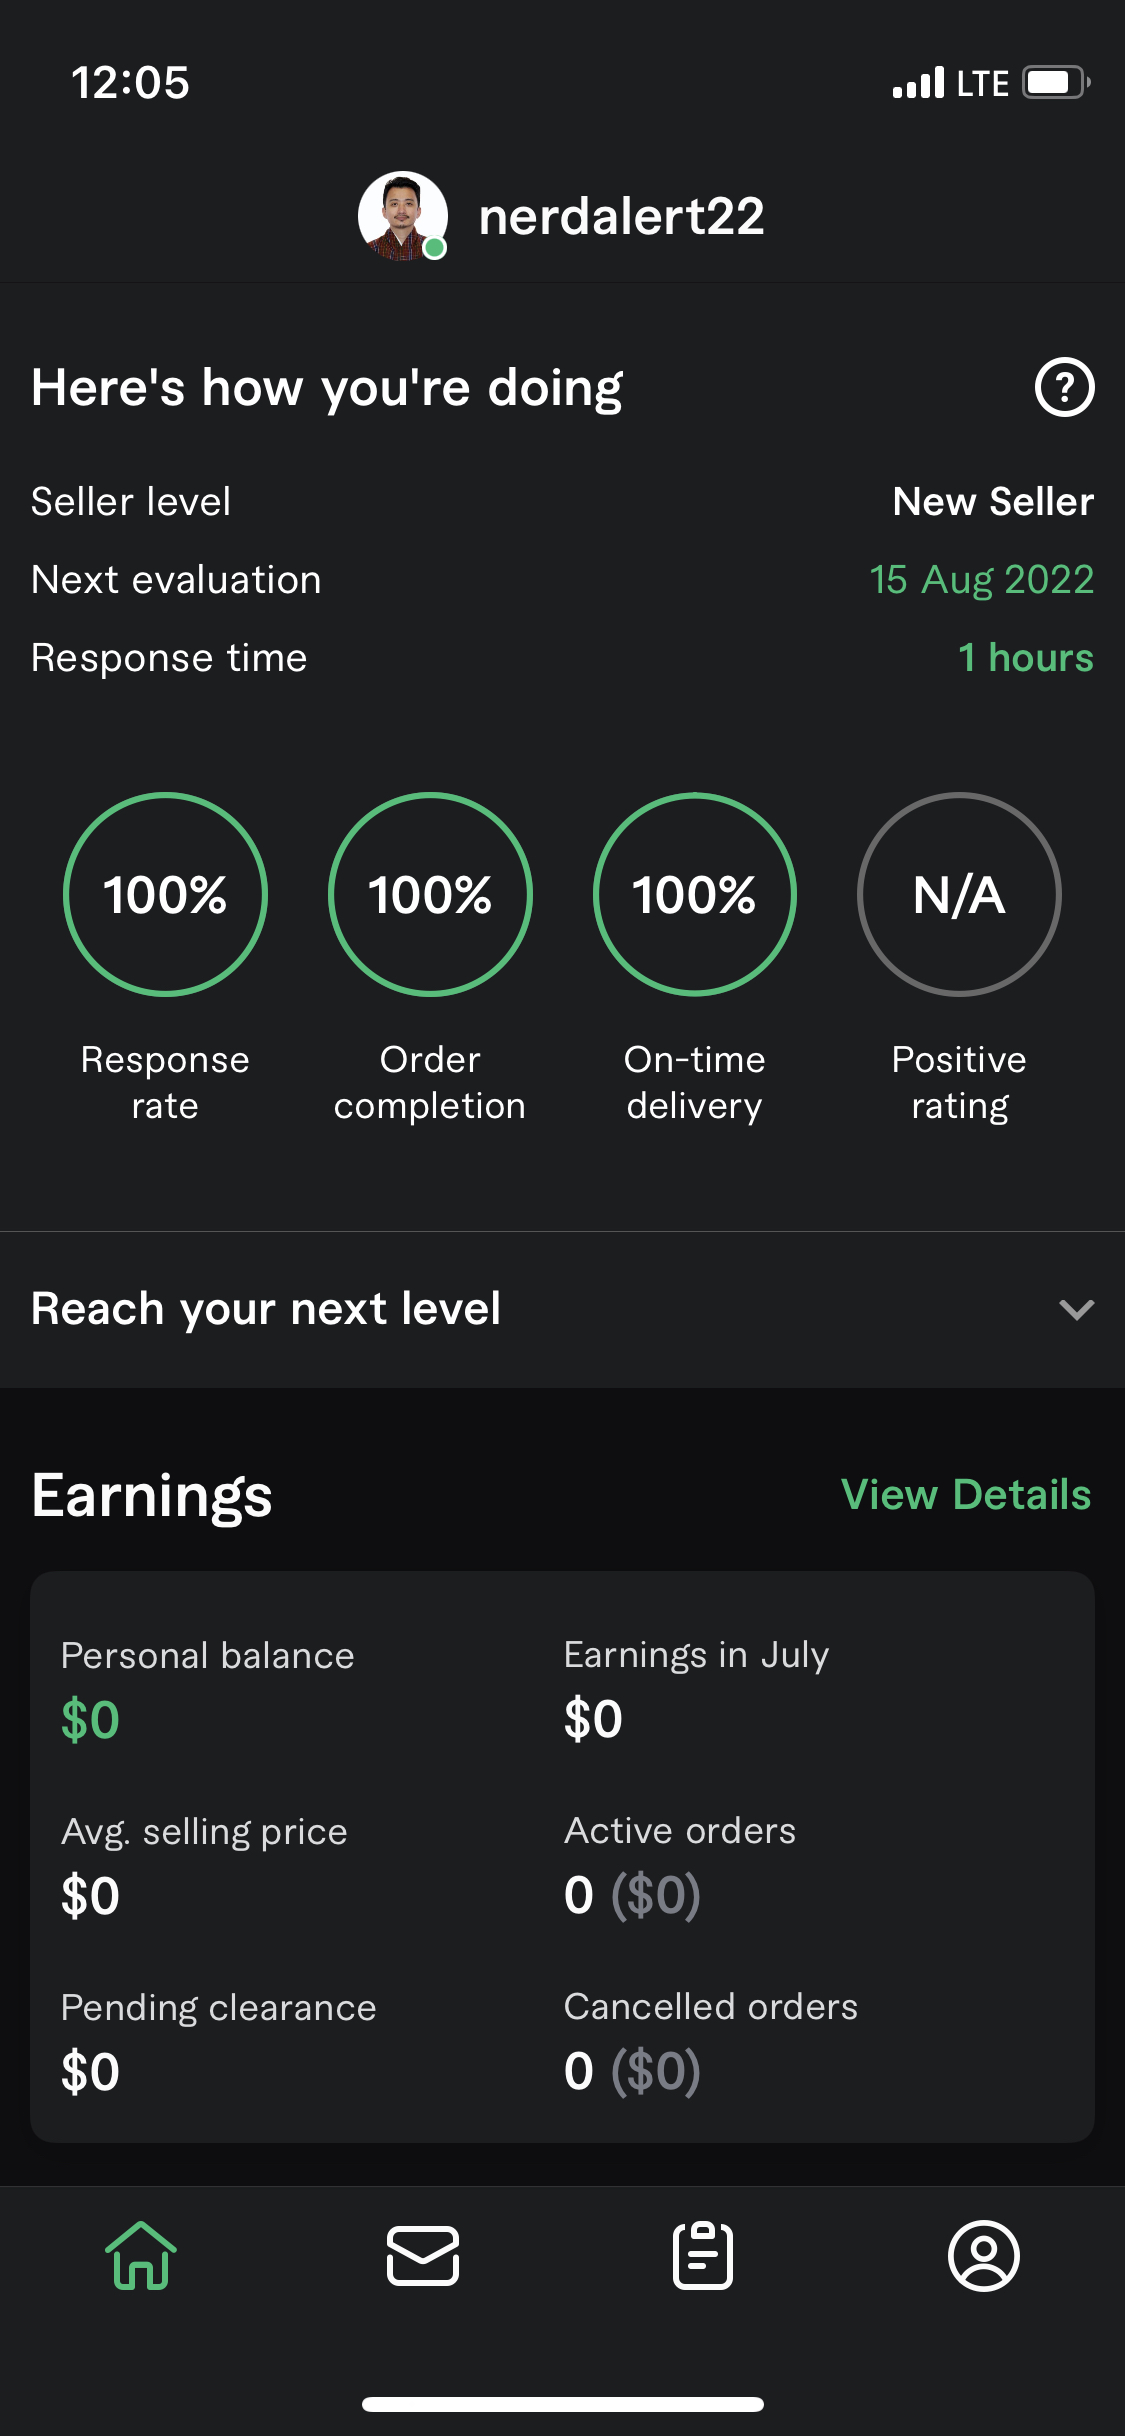 12:05 LTE
nerdalert22
Here's how you're doing ?
Seller level New Seller
Next evaluation 15 Aug 2022
Response time 1 hours
100% 100% 100% N/A
Response Order On-time Positive
rate completion delivery rating
Reach your next level
Earnings View Details
Personal balance Earnings in July
$0 $0
Avg. selling price Active orders
$0 0 ($0)
Pending clearance Cancelled orders
$0 0 ($0)